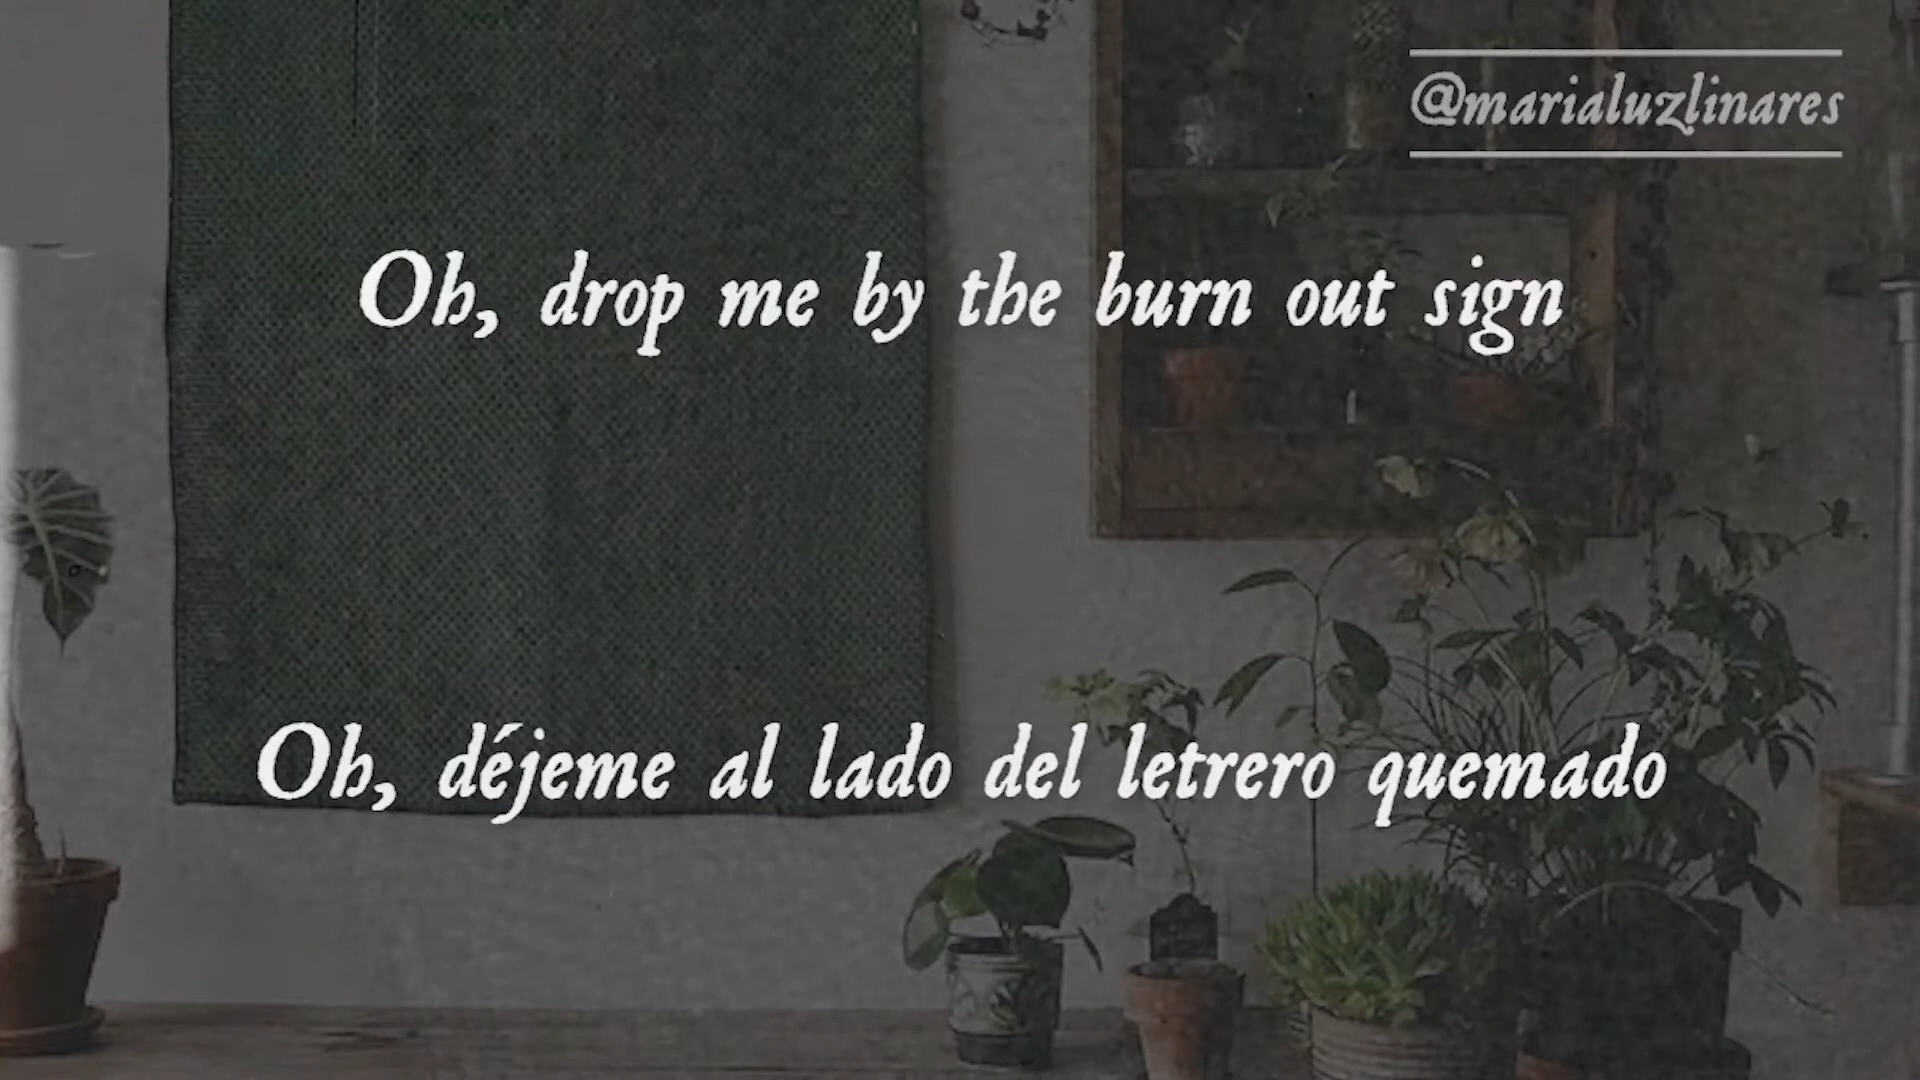 @marialuzlinares
Oh, drop me by the burn out sign
Oh, déjeme al lado del letrero quemado